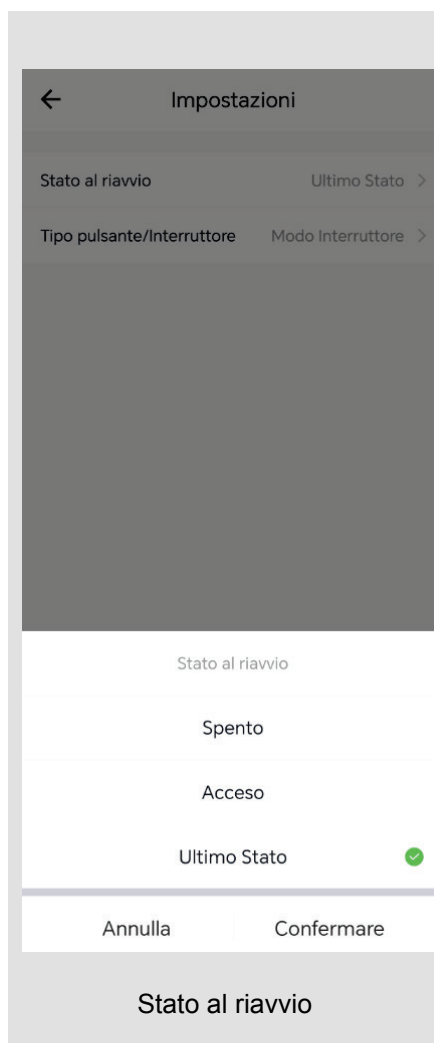 Impostazioni
Stato al riavvio Ultimo Stato
Tipo pulsante/Interruttore Modo Interruttore
Stato al riavvio
Spento
Acceso
Ultimo Stato
Annulla Confermare
Stato al riavvio